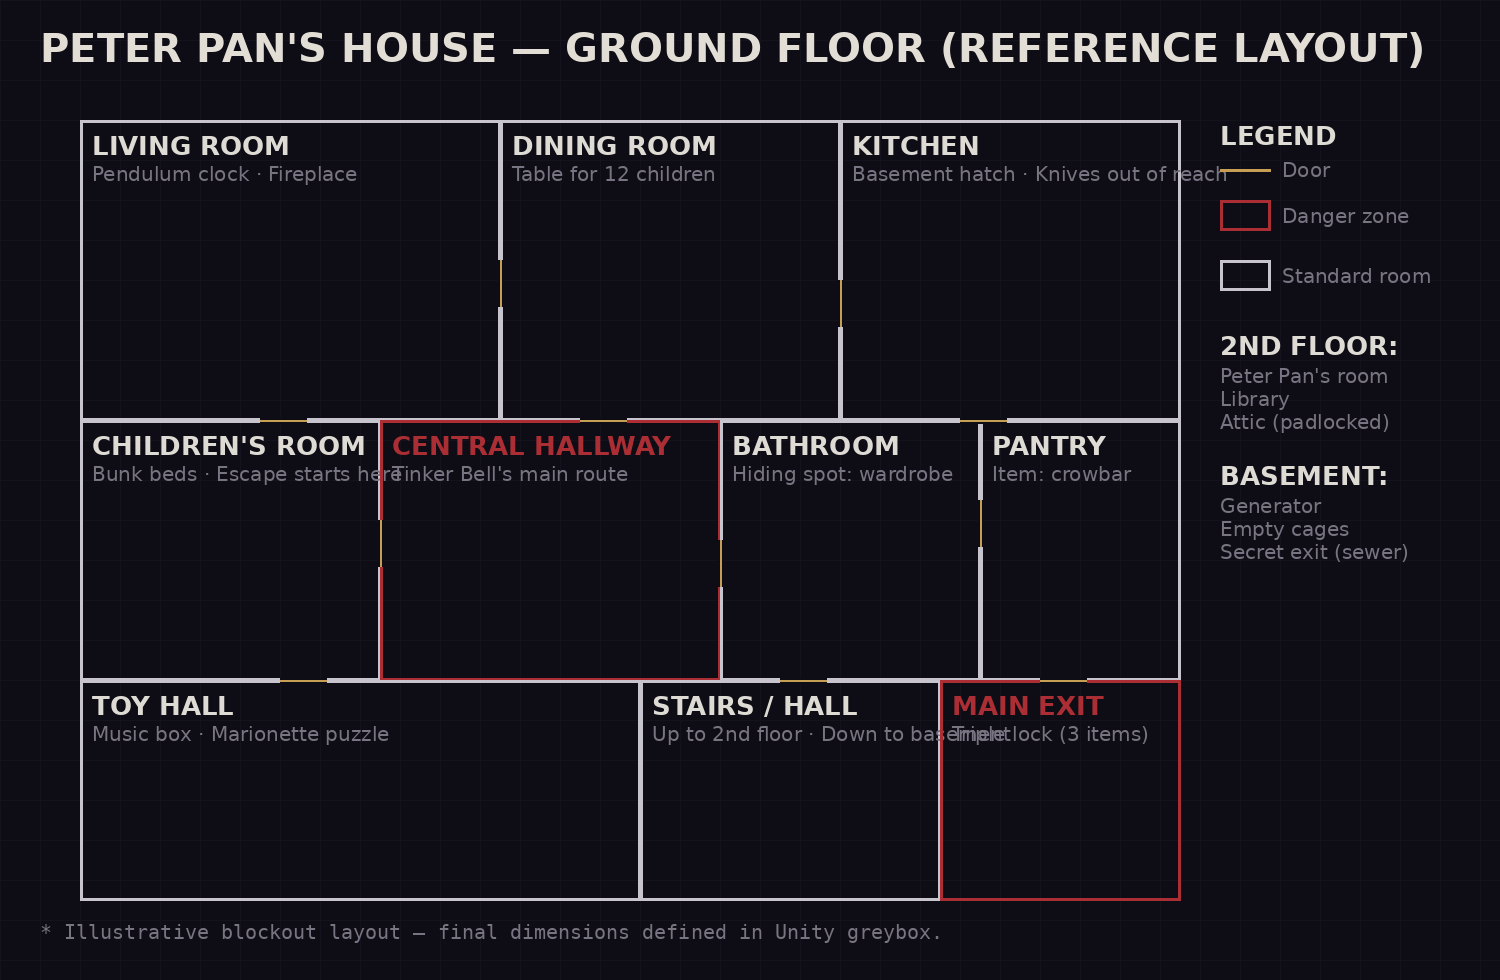 PETER PAN'S HOUSE — GROUND FLOOR (REFERENCE LAYOUT)
LIVING ROOM
Pendulum clock · Fireplace
DINING ROOM
Table for 12 children
KITCHEN
Basement hatch · Knives out of reach
CHILDREN'S ROOM
Bunk beds · Escape starts here
CENTRAL HALLWAY
Tinker Bell's main route
BATHROOM
Hiding spot: wardrobe
PANTRY
Item: crowbar
TOY HALL
Music box · Marionette puzzle
STAIRS / HALL
Up to 2nd floor · Down to basement
MAIN EXIT
Triple lock (3 items)
LEGEND
Door
Danger zone
Standard room
2ND FLOOR:
Peter Pan's room
Library
Attic (padlocked)
BASEMENT:
Generator
Empty cages
Secret exit (sewer)
* Illustrative blockout layout — final dimensions defined in Unity greybox.